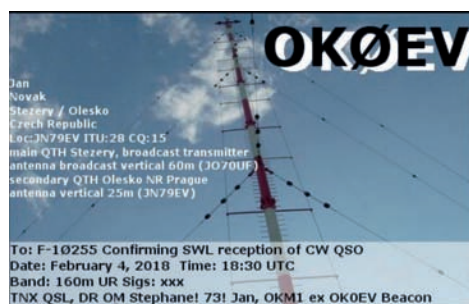 OKØEV
Jan
Novak
Stezery / Olesko
Czech Republic
Loc:JN79EV ITU:28 CQ:15
main QTH Stezery, broadcast transmitter
antenna broadcast vertical 60m (JO70UF)
secondary QTH Olesko NR Prague
antenna vertical 25m (JN79EV)
To: F-10255 Confirming SWL reception of CW QSO
Date: February 4, 2018 Time: 18:30 UTC
Band: 160m UR Sigs: xxx
TNX QSL, DR OM Stephane! 73! Jan, OKM1 ex OK0EV Beacon